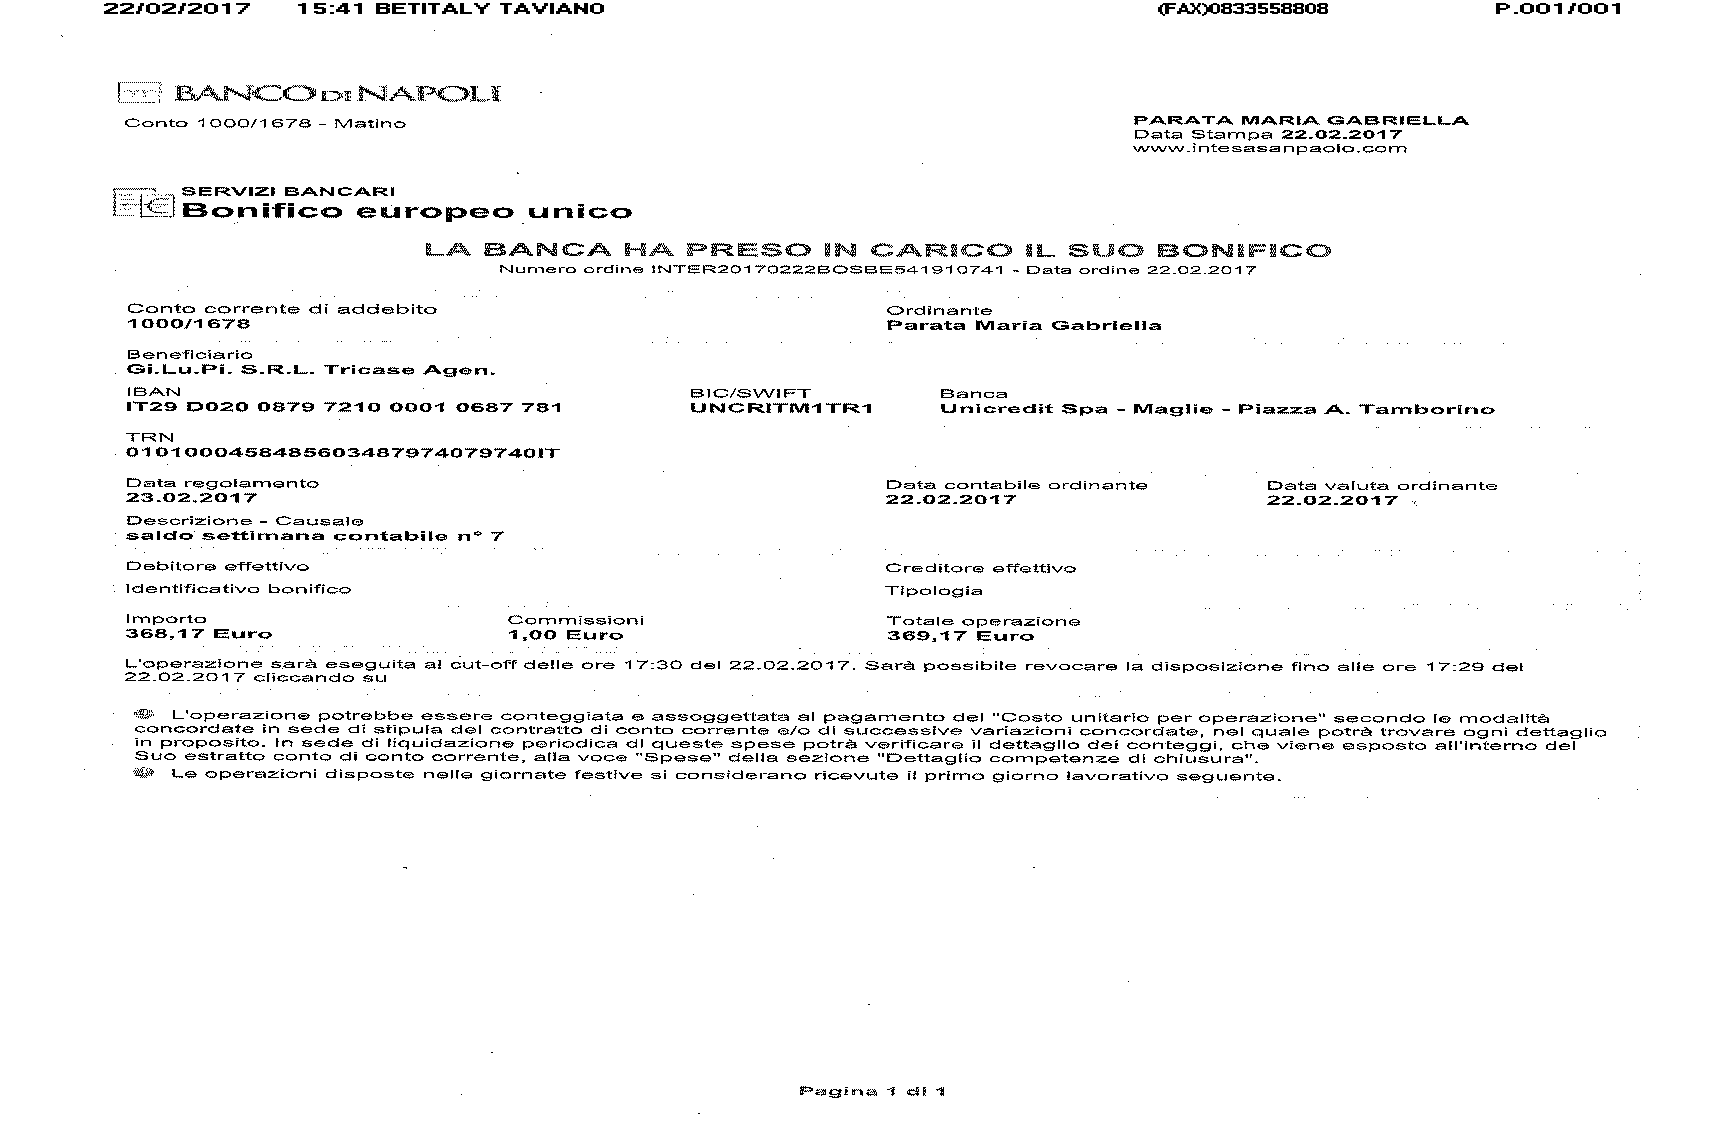 22/02/2017 15:41 BETITALY TAVIANO (FAX)0833558808 P.001/001
BANCO DI NAPOLI
Conto 1000/1678 - Matino
PARATA MARIA GABRIELLA
Data Stampa 22.02.2017
www.intesasanpaolo.com
SERVIZI BANCARI
Bonifico europeo unico
LA BANCA HA PRESO IN CARICO IL SUO BONIFICO
Numero ordine INTER20170222BOSBE541910741 - Data ordine 22.02.2017
Conto corrente di addebito Ordinante
1000/1678 Parata Maria Gabriella
Beneficiario
Gi.Lu.Pi. S.R.L. Tricase Agen.
IBAN BIC/SWIFT Banca
IT29 D020 0879 7210 0001 0687 781 UNCRITM1TR1 Unicredit Spa - Maglie - Piazza A. Tamborino
TRN
0101000458485603487974079740IT
Data regolamento Data contabile ordinante Data valuta ordinante
23.02.2017 22.02.2017 22.02.2017
Descrizione - Causale
saldo settimana contabile n° 7
Debitore effettivo Creditore effettivo
Identificativo bonifico Tipologia
Importo Commissioni Totale operazione
368,17 Euro 1,00 Euro 369,17 Euro
L'operazione sarà eseguita al cut-off delle ore 17:30 del 22.02.2017. Sarà possibile revocare la disposizione fino alle ore 17:29 del
22.02.2017 cliccando su
L'operazione potrebbe essere conteggiata e assoggettata al pagamento del "Costo unitario per operazione" secondo le modalità
concordate in sede di stipula del contratto di conto corrente e/o di successive variazioni concordate, nel quale potrà trovare ogni dettaglio
in proposito. In sede di liquidazione periodica di queste spese potrà verificare il dettaglio dei conteggi, che viene esposto all'interno del
Suo estratto conto di conto corrente, alla voce "Spese" della sezione "Dettaglio competenze di chiusura".
Le operazioni disposte nelle giornate festive si considerano ricevute il primo giorno lavorativo seguente.
Pagina 1 di 1